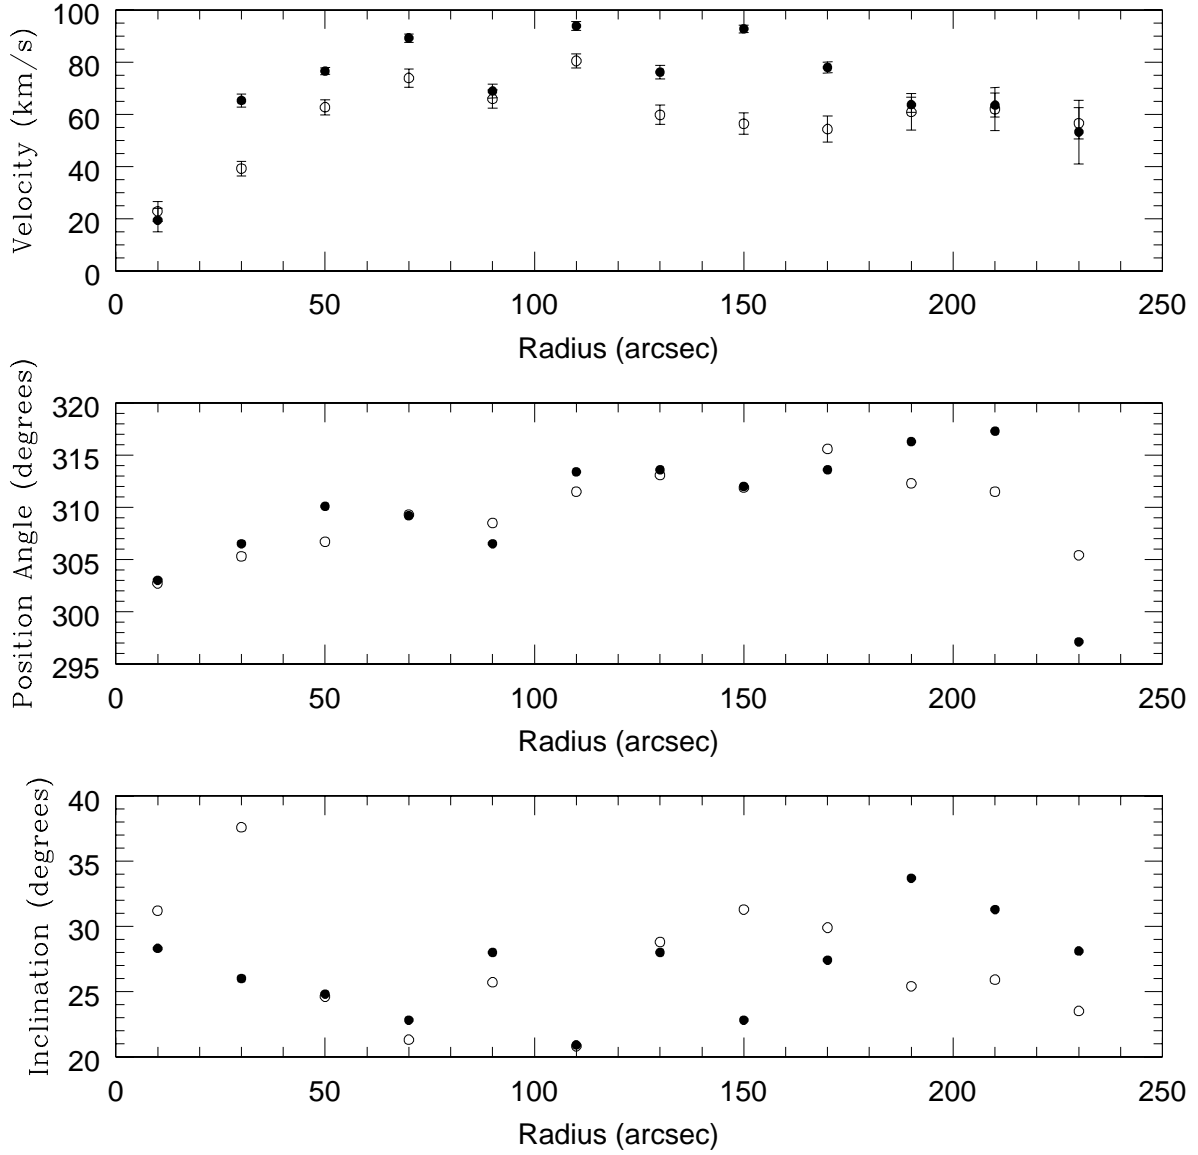 Velocity (km/s)
100
80
60
40
20
0
0 50 100 150 200 250
Radius (arcsec)
Position Angle (degrees)
320
315
310
305
300
295
0 50 100 150 200 250
Radius (arcsec)
Inclination (degrees)
40
35
30
25
20
0 50 100 150 200 250
Radius (arcsec)